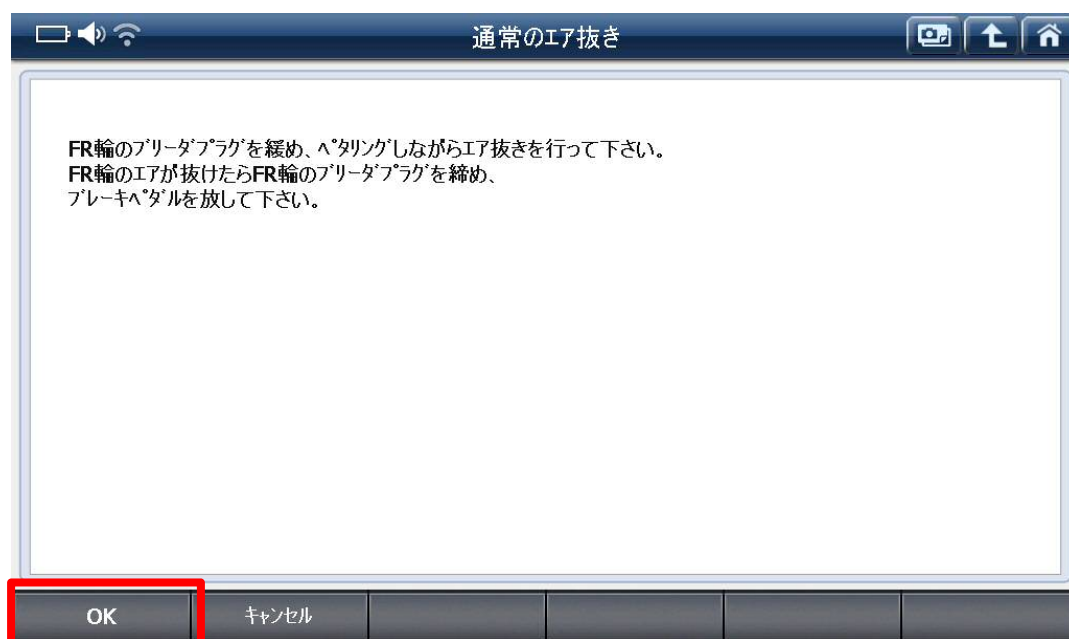 通常のｴｱ抜き
FR輪のﾌﾞﾘｰﾀﾞﾌﾟﾗｸﾞを緩め、ﾍﾟﾀﾘﾝｸﾞしながらｴｱ抜きを行って下さい。
FR輪のｴｱが抜けたらFR輪のﾌﾞﾘｰﾀﾞﾌﾟﾗｸﾞを締め、
ﾌﾞﾚｰｷﾍﾟﾀﾞﾙを放して下さい。
OK ｷｬﾝｾﾙ